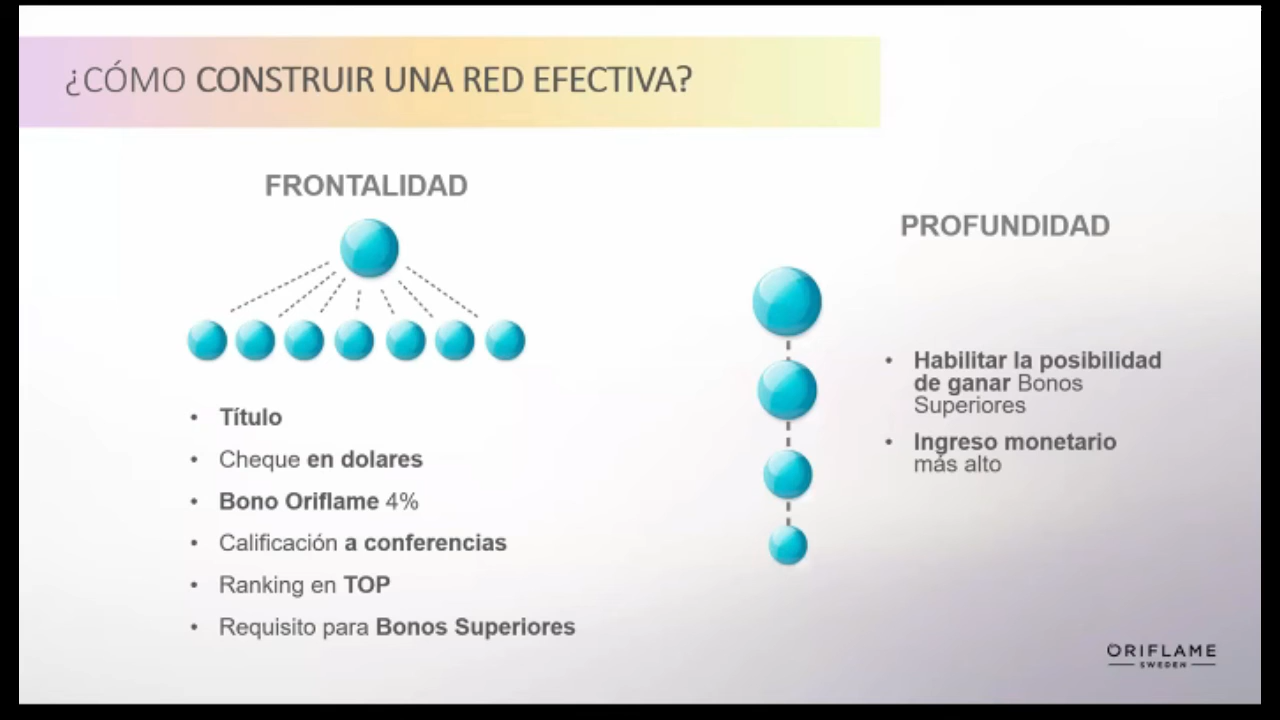 ¿CÓMO CONSTRUIR UNA RED EFECTIVA?
FRONTALIDAD
• Título
• Cheque en dolares
• Bono Oriflame 4%
• Calificación a conferencias
• Ranking en TOP
• Requisito para Bonos Superiores
PROFUNDIDAD
• Habilitar la posibilidad
de ganar Bonos
Superiores
• Ingreso monetario
más alto
ORIFLAME
SWEDEN